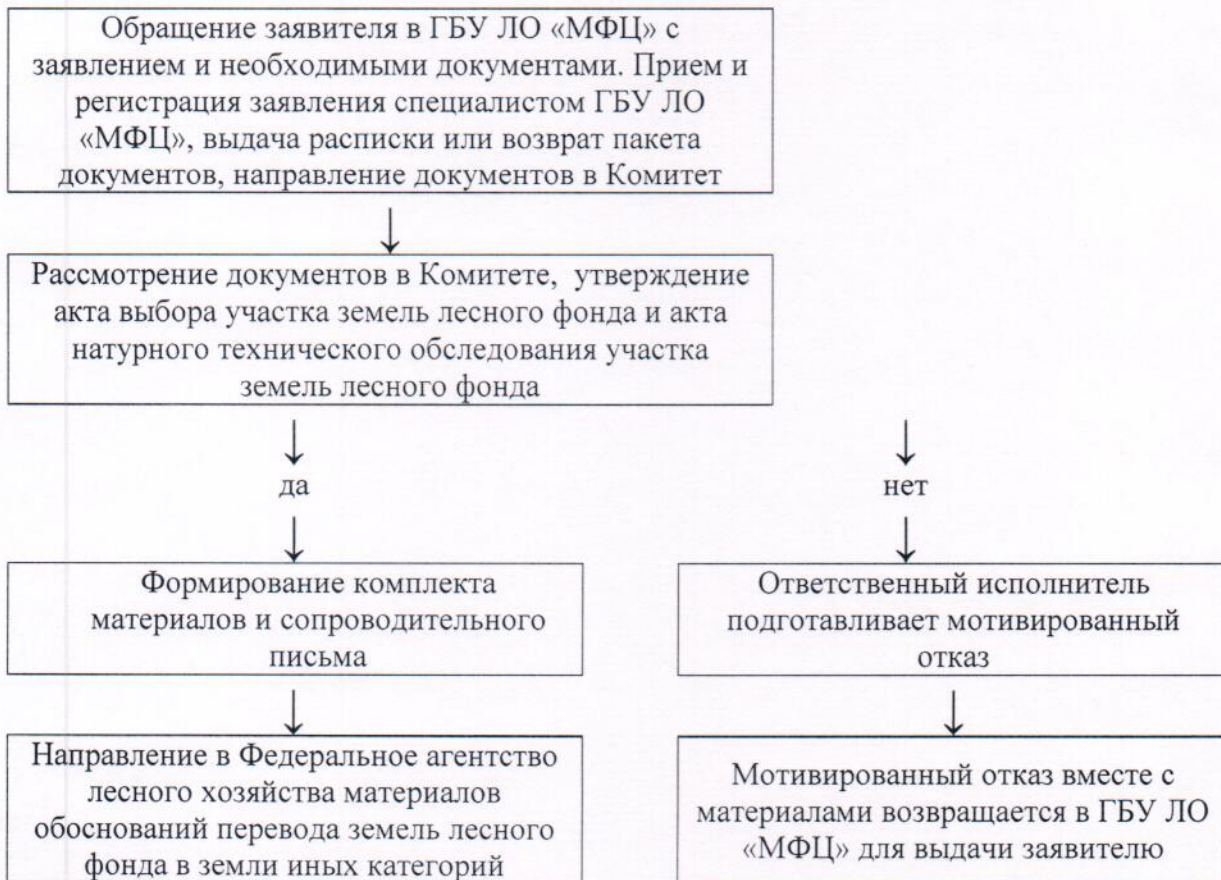 Обращение заявителя в ГБУ ЛО «МФЦ» с
заявлением и необходимыми документами. Прием и
регистрация заявления специалистом ГБУ ЛО
«МФЦ», выдача расписки или возврат пакета
документов, направление документов в Комитет
Рассмотрение документов в Комитете, утверждение
акта выбора участка земель лесного фонда и акта
натурного технического обследования участка
земель лесного фонда
да
нет
Формирование комплекта
материалов и сопроводительного
письма
Ответственный исполнитель
подготавливает мотивированный
отказ
Направление в Федеральное агентство
лесного хозяйства материалов
обоснований перевода земель лесного
фонда в земли иных категорий
Мотивированный отказ вместе с
материалами возвращается в ГБУ ЛО
«МФЦ» для выдачи заявителю